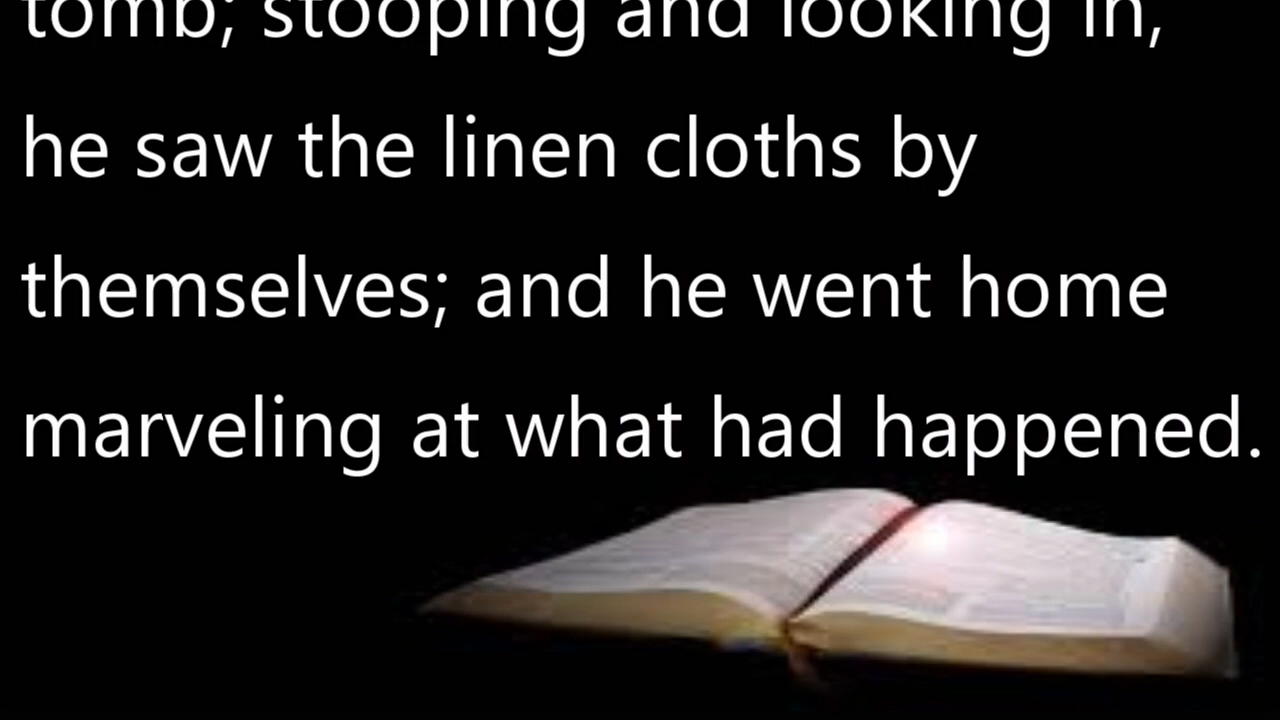 tomb; stooping and looking in,
he saw the linen cloths by
themselves; and he went home
marveling at what had happened.